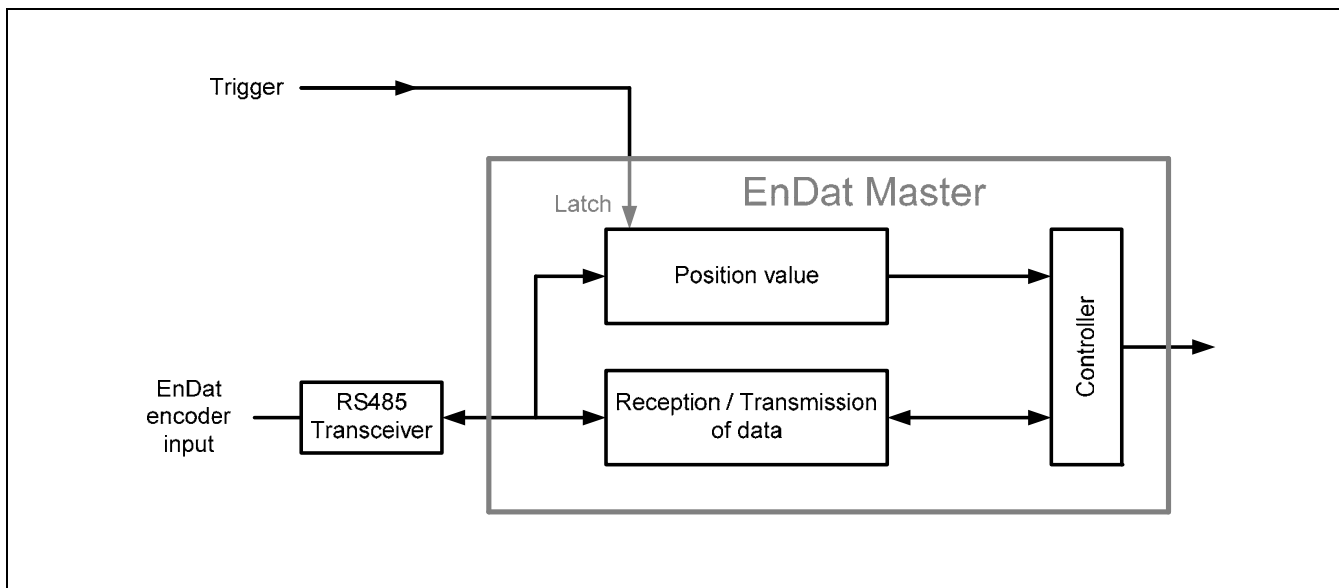 Trigger
EnDat Master
Latch
Position value
Controller
EnDat
encoder
input
RS485
Transceiver
Reception / Transmission
of data